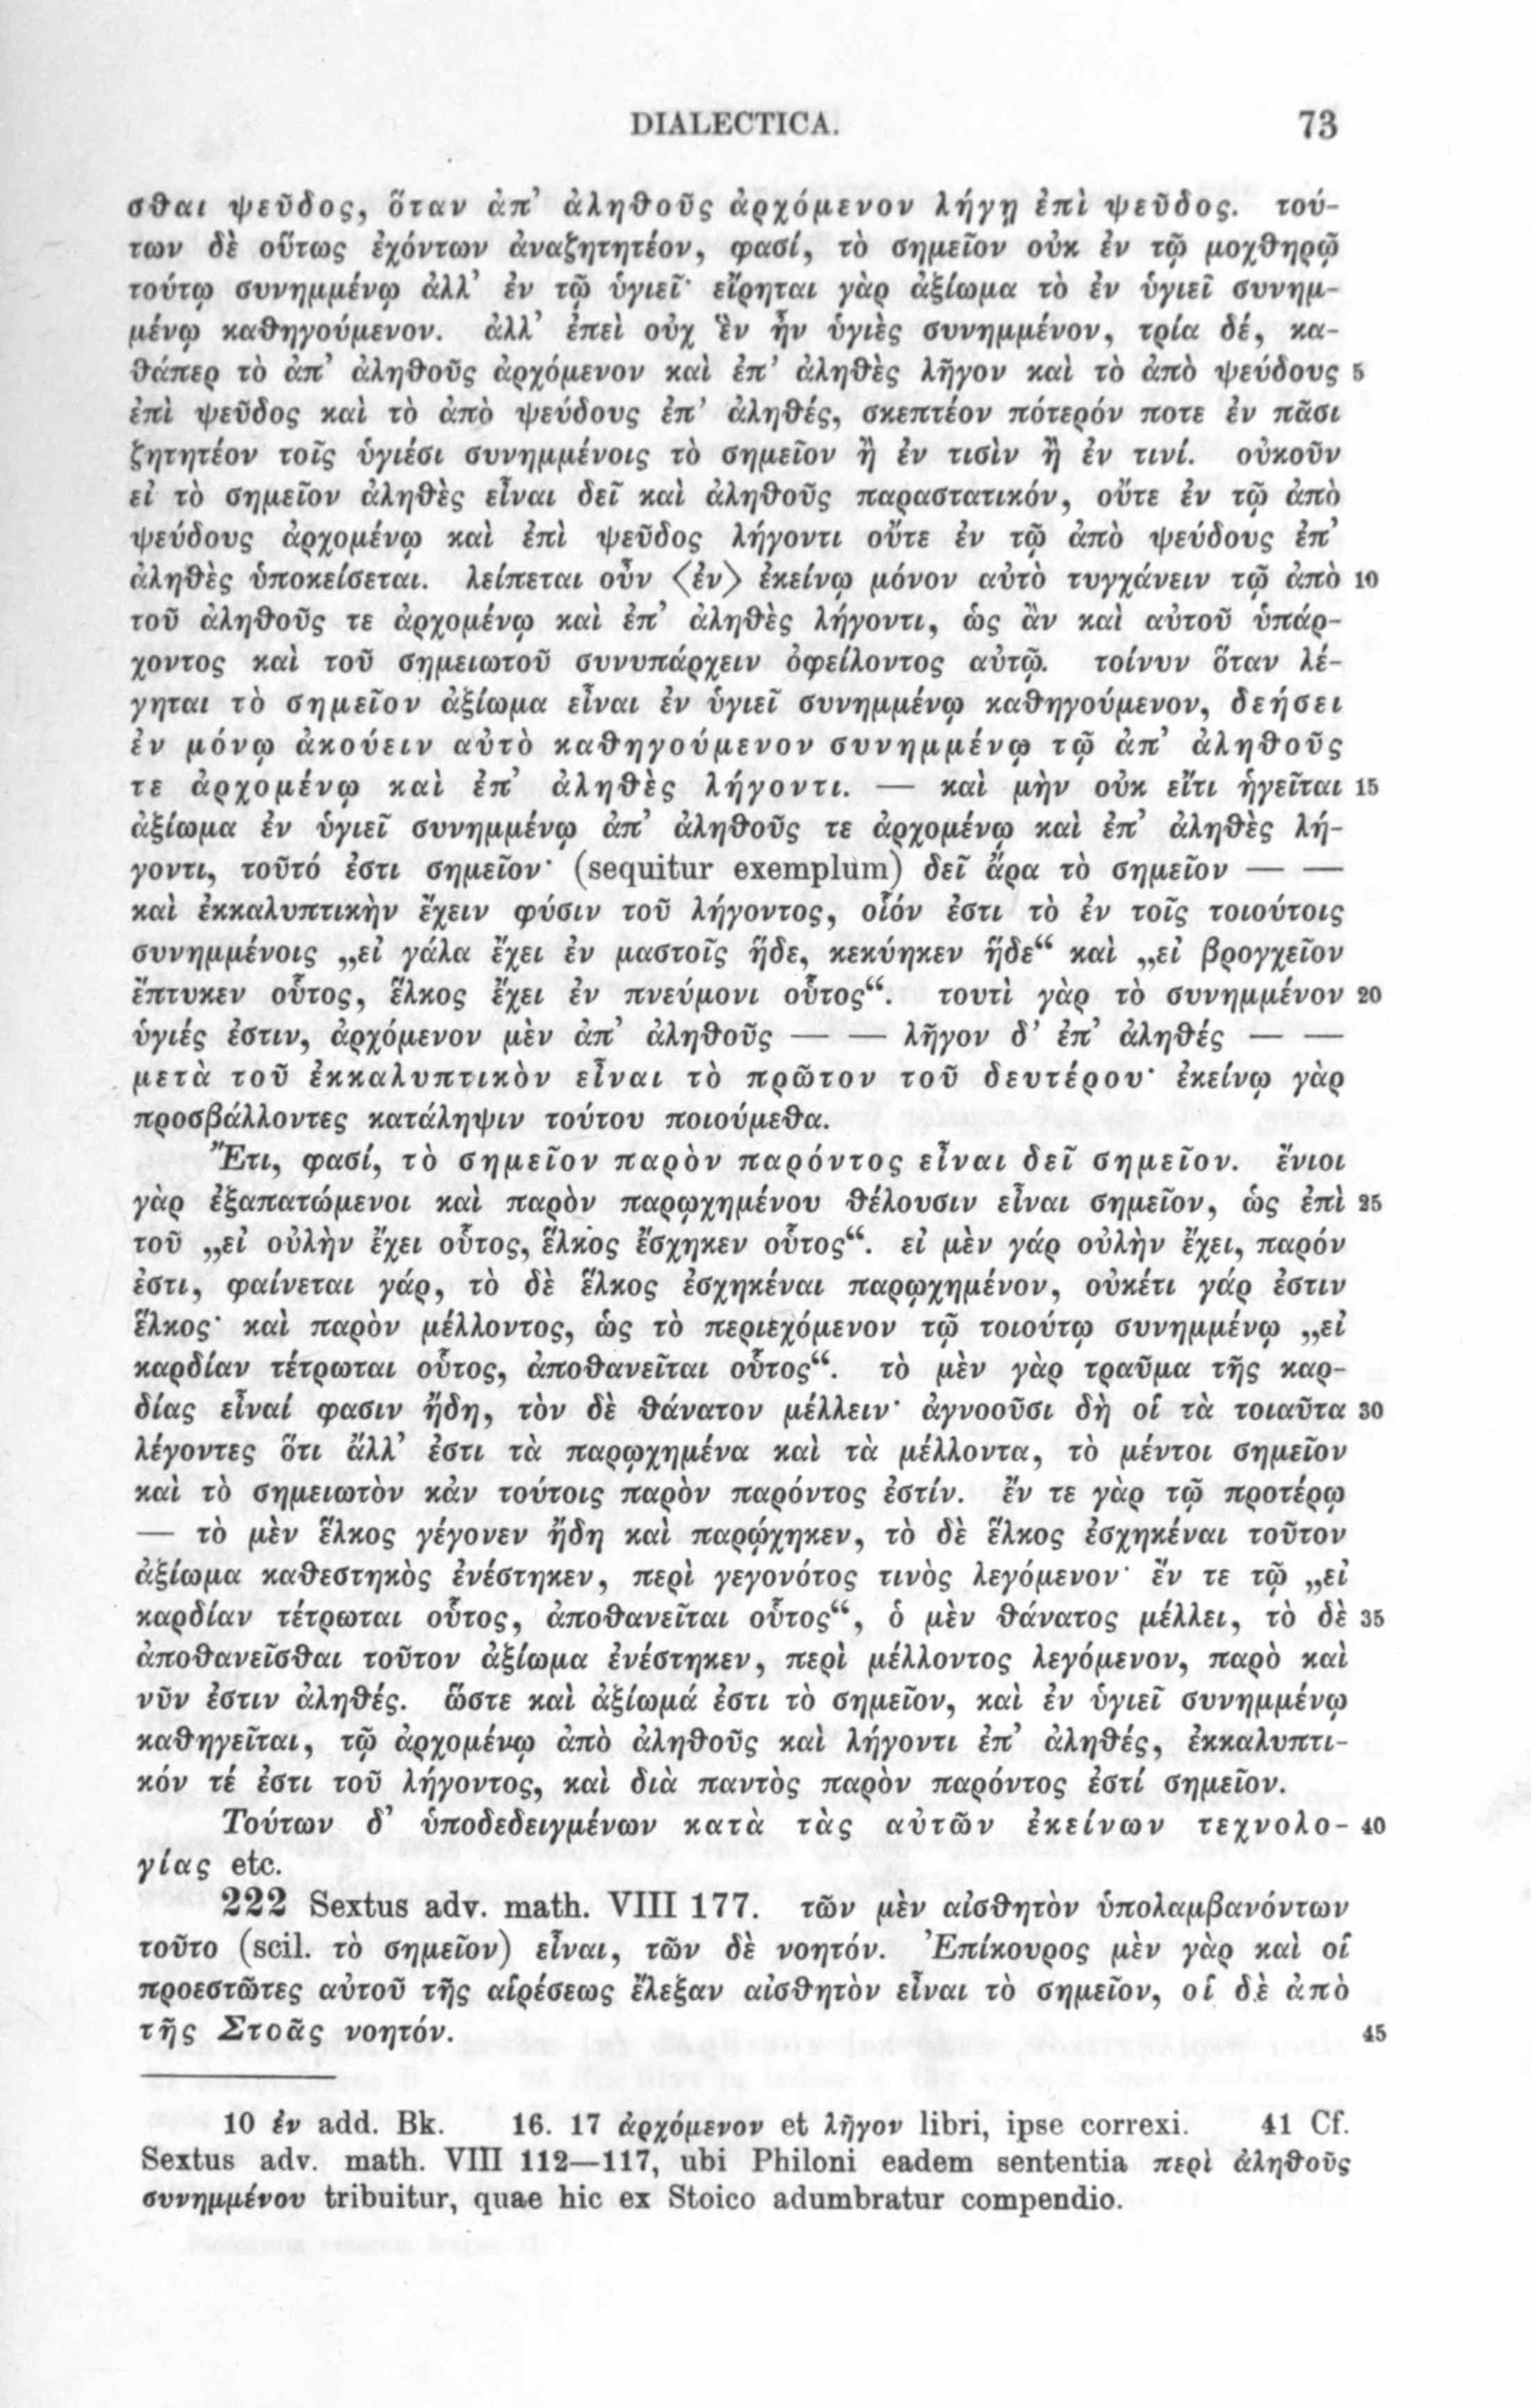 DIALECTICA. 73
σθαι ψεῦδος, ὅταν ἀπ’ ἀληθοῦς ἀρχόμενον λήγῃ ἐπὶ ψεῦδος. τού-
των δὲ οὕτως ἐχόντων ἀναζητητέον, φασί, τὸ σημεῖον οὐκ ἐν τῷ μοχθηρῷ
τούτῳ συνημμένῳ ἀλλ’ ἐν τῷ ὑγιεῖ· εἴρηται γὰρ ἀξίωμα τὸ ἐν ὑγιεῖ συνημ-
μένῳ καθηγούμενον. ἀλλ’ ἐπεὶ οὐχ ἓν ἦν ὑγιὲς συνημμένον, τρία δέ, κα-
θάπερ τὸ ἀπ’ ἀληθοῦς ἀρχόμενον καὶ ἐπ’ ἀληθὲς λῆγον καὶ τὸ ἀπὸ ψεύδους 5
ἐπὶ ψεῦδος καὶ τὸ ἀπὸ ψεύδους ἐπ’ ἀληθές, σκεπτέον πότερόν ποτε ἐν πᾶσι
ζητητέον τοῖς ὑγιέσι συνημμένοις τὸ σημεῖον ἢ ἐν τισὶν ἢ ἐν τινί. οὐκοῦν
εἰ τὸ σημεῖον ἀληθὲς εἶναι δεῖ καὶ ἀληθοῦς παραστατικόν, οὔτε ἐν τῷ ἀπὸ
ψεύδους ἀρχομένῳ καὶ ἐπὶ ψεῦδος λήγοντι οὔτε ἐν τῷ ἀπὸ ψεύδους ἐπ’
ἀληθὲς ὑποκείσεται. λείπεται οὖν 〈ἐν〉 ἐκείνῳ μόνον αὐτὸ τυγχάνειν τῷ ἀπὸ 10
τοῦ ἀληθοῦς τε ἀρχομένῳ καὶ ἐπ’ ἀληθὲς λήγοντι, ὡς ἂν καὶ αὐτοῦ ὑπάρ-
χοντος καὶ τοῦ σημειωτοῦ συνυπάρχειν ὀφείλοντος αὐτῷ. τοίνυν ὅταν λέ-
γηται τὸ σημεῖον ἀξίωμα εἶναι ἐν ὑγιεῖ συνημμένῳ καθηγούμενον, δεήσει
ἐν μόνῳ ἀκούειν αὐτὸ καθηγούμενον συνημμένῳ τῷ ἀπ’ ἀληθοῦς
τε ἀρχομένῳ καὶ ἐπ’ ἀληθὲς λήγοντι. — καὶ μὴν οὐκ εἴτι ἡγεῖται 15
ἀξίωμα ἐν ὑγιεῖ συνημμένῳ ἀπ’ ἀληθοῦς τε ἀρχομένῳ καὶ ἐπ’ ἀληθὲς λή-
γοντι, τοῦτό ἐστι σημεῖον· (sequitur exemplum) δεῖ ἄρα τὸ σημεῖον — —
καὶ ἐκκαλυπτικὴν ἔχειν φύσιν τοῦ λήγοντος, οἷόν ἐστι τὸ ἐν τοῖς τοιούτοις
συνημμένοις „εἰ γάλα ἔχει ἐν μαστοῖς ἥδε, κεκύηκεν ἥδε“ καὶ „εἰ βρογχεῖον
ἔπτυκεν οὗτος, ἕλκος ἔχει ἐν πνεύμονι οὗτος“. τουτὶ γὰρ τὸ συνημμένον 20
ὑγιές ἐστιν, ἀρχόμενον μὲν ἀπ’ ἀληθοῦς — — λῆγον δ’ ἐπ’ ἀληθές — —
μετὰ τοῦ ἐκκαλυπτικὸν εἶναι τὸ πρῶτον τοῦ δευτέρου· ἐκείνῳ γὰρ
προσβάλλοντες κατάληψιν τούτου ποιούμεθα.
Ἔτι, φασί, τὸ σημεῖον παρὸν παρόντος εἶναι δεῖ σημεῖον. ἔνιοι
γὰρ ἐξαπατώμενοι καὶ παρὸν παρῳχημένου θέλουσιν εἶναι σημεῖον, ὡς ἐπὶ 25
τοῦ „εἰ οὐλὴν ἔχει οὗτος, ἕλκος ἔσχηκεν οὗτος“. εἰ μὲν γάρ οὐλὴν ἔχει, παρόν
ἐστι, φαίνεται γάρ, τὸ δὲ ἕλκος ἐσχηκέναι παρῳχημένον, οὐκέτι γάρ ἐστιν
ἕλκος· καὶ παρὸν μέλλοντος, ὡς τὸ περιεχόμενον τῷ τοιούτῳ συνημμένῳ „εἰ
καρδίαν τέτρωται οὗτος, ἀποθανεῖται οὗτος“. τὸ μὲν γὰρ τραῦμα τῆς καρ-
δίας εἶναί φασιν ἤδη, τὸν δὲ θάνατον μέλλειν· ἀγνοοῦσι δὴ οἱ τὰ τοιαῦτα 30
λέγοντες ὅτι ἄλλ’ ἐστι τὰ παρῳχημένα καὶ τὰ μέλλοντα, τὸ μέντοι σημεῖον
καὶ τὸ σημειωτὸν κἀν τούτοις παρὸν παρόντος ἐστίν. ἔν τε γὰρ τῷ προτέρῳ
— τὸ μὲν ἕλκος γέγονεν ἤδη καὶ παρῴχηκεν, τὸ δὲ ἕλκος ἐσχηκέναι τοῦτον
ἀξίωμα καθεστηκὸς ἐνέστηκεν, περὶ γεγονότος τινὸς λεγόμενον· ἔν τε τῷ „εἰ
καρδίαν τέτρωται οὗτος, ἀποθανεῖται οὗτος“, ὁ μὲν θάνατος μέλλει, τὸ δὲ 35
ἀποθανεῖσθαι τοῦτον ἀξίωμα ἐνέστηκεν, περὶ μέλλοντος λεγόμενον, παρὸ καὶ
νῦν ἐστιν ἀληθές. ὥστε καὶ ἀξίωμά ἐστι τὸ σημεῖον, καὶ ἐν ὑγιεῖ συνημμένῳ
καθηγεῖται, τῷ ἀρχομένῳ ἀπὸ ἀληθοῦς καὶ λήγοντι ἐπ’ ἀληθές, ἐκκαλυπτι-
κόν τέ ἐστι τοῦ λήγοντος, καὶ διὰ παντὸς παρὸν παρόντος ἐστί σημεῖον.
Τούτων δ’ ὑποδεδειγμένων κατὰ τὰς αὐτῶν ἐκείνων τεχνολο- 40
γίας etc.
222 Sextus adv. math. VIII 177. τῶν μὲν αἰσθητὸν ὑπολαμβανόντων
τοῦτο (scil. τὸ σημεῖον) εἶναι, τῶν δὲ νοητόν. Ἐπίκουρος μὲν γὰρ καὶ οἱ
προεστῶτες αὐτοῦ τῆς αἱρέσεως ἔλεξαν αἰσθητὸν εἶναι τὸ σημεῖον, οἱ δὲ ἀπὸ
τῆς Στοᾶς νοητόν. 45
10 ἐν add. Bk. 16. 17 ἀρχόμενον et λῆγον libri, ipse correxi. 41 Cf.
Sextus adv. math. VIII 112—117, ubi Philoni eadem sententia περὶ ἀληθοῦς
συνημμένου tribuitur, quae hic ex Stoico adumbratur compendio.